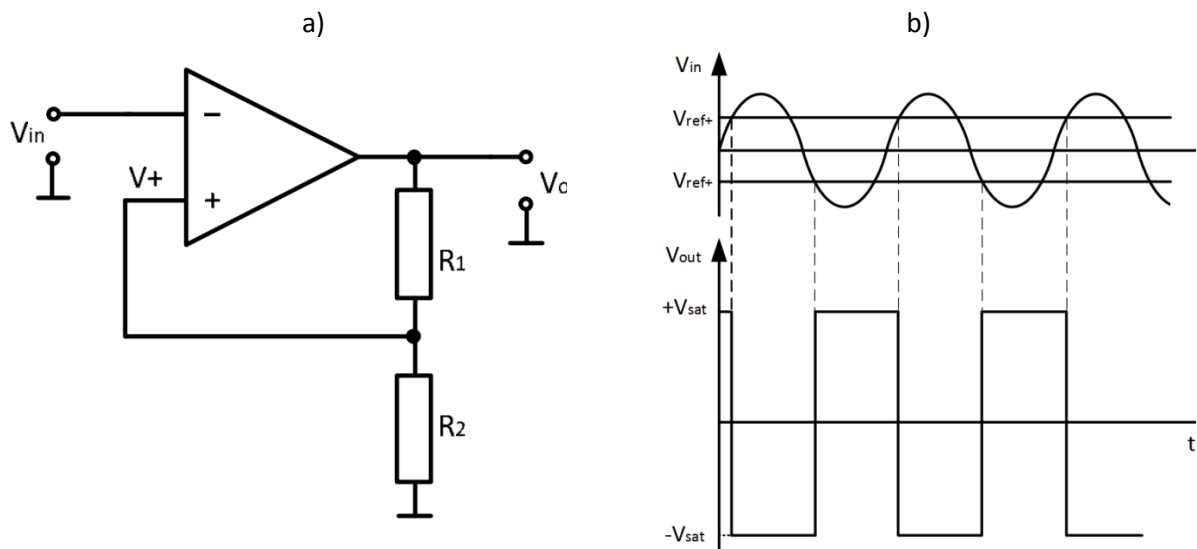 a)
−
Vin
V+
+
Vo
R1
R2
b)
Vin
Vref+
Vref+
Vout
+Vsat
t
-Vsat